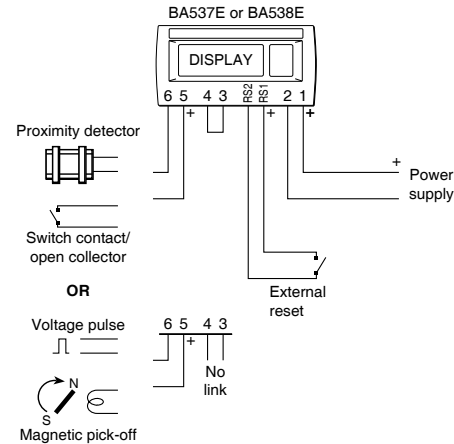 BA537E or BA538E
DISPLAY
6 5 4 3 RS2 RS1 2 1
+ + +
Proximity detector
+
Power
supply
Switch contact/
open collector
External
reset
OR
Voltage pulse
6 5 4 3
+
No
link
N
S
Magnetic pick-off